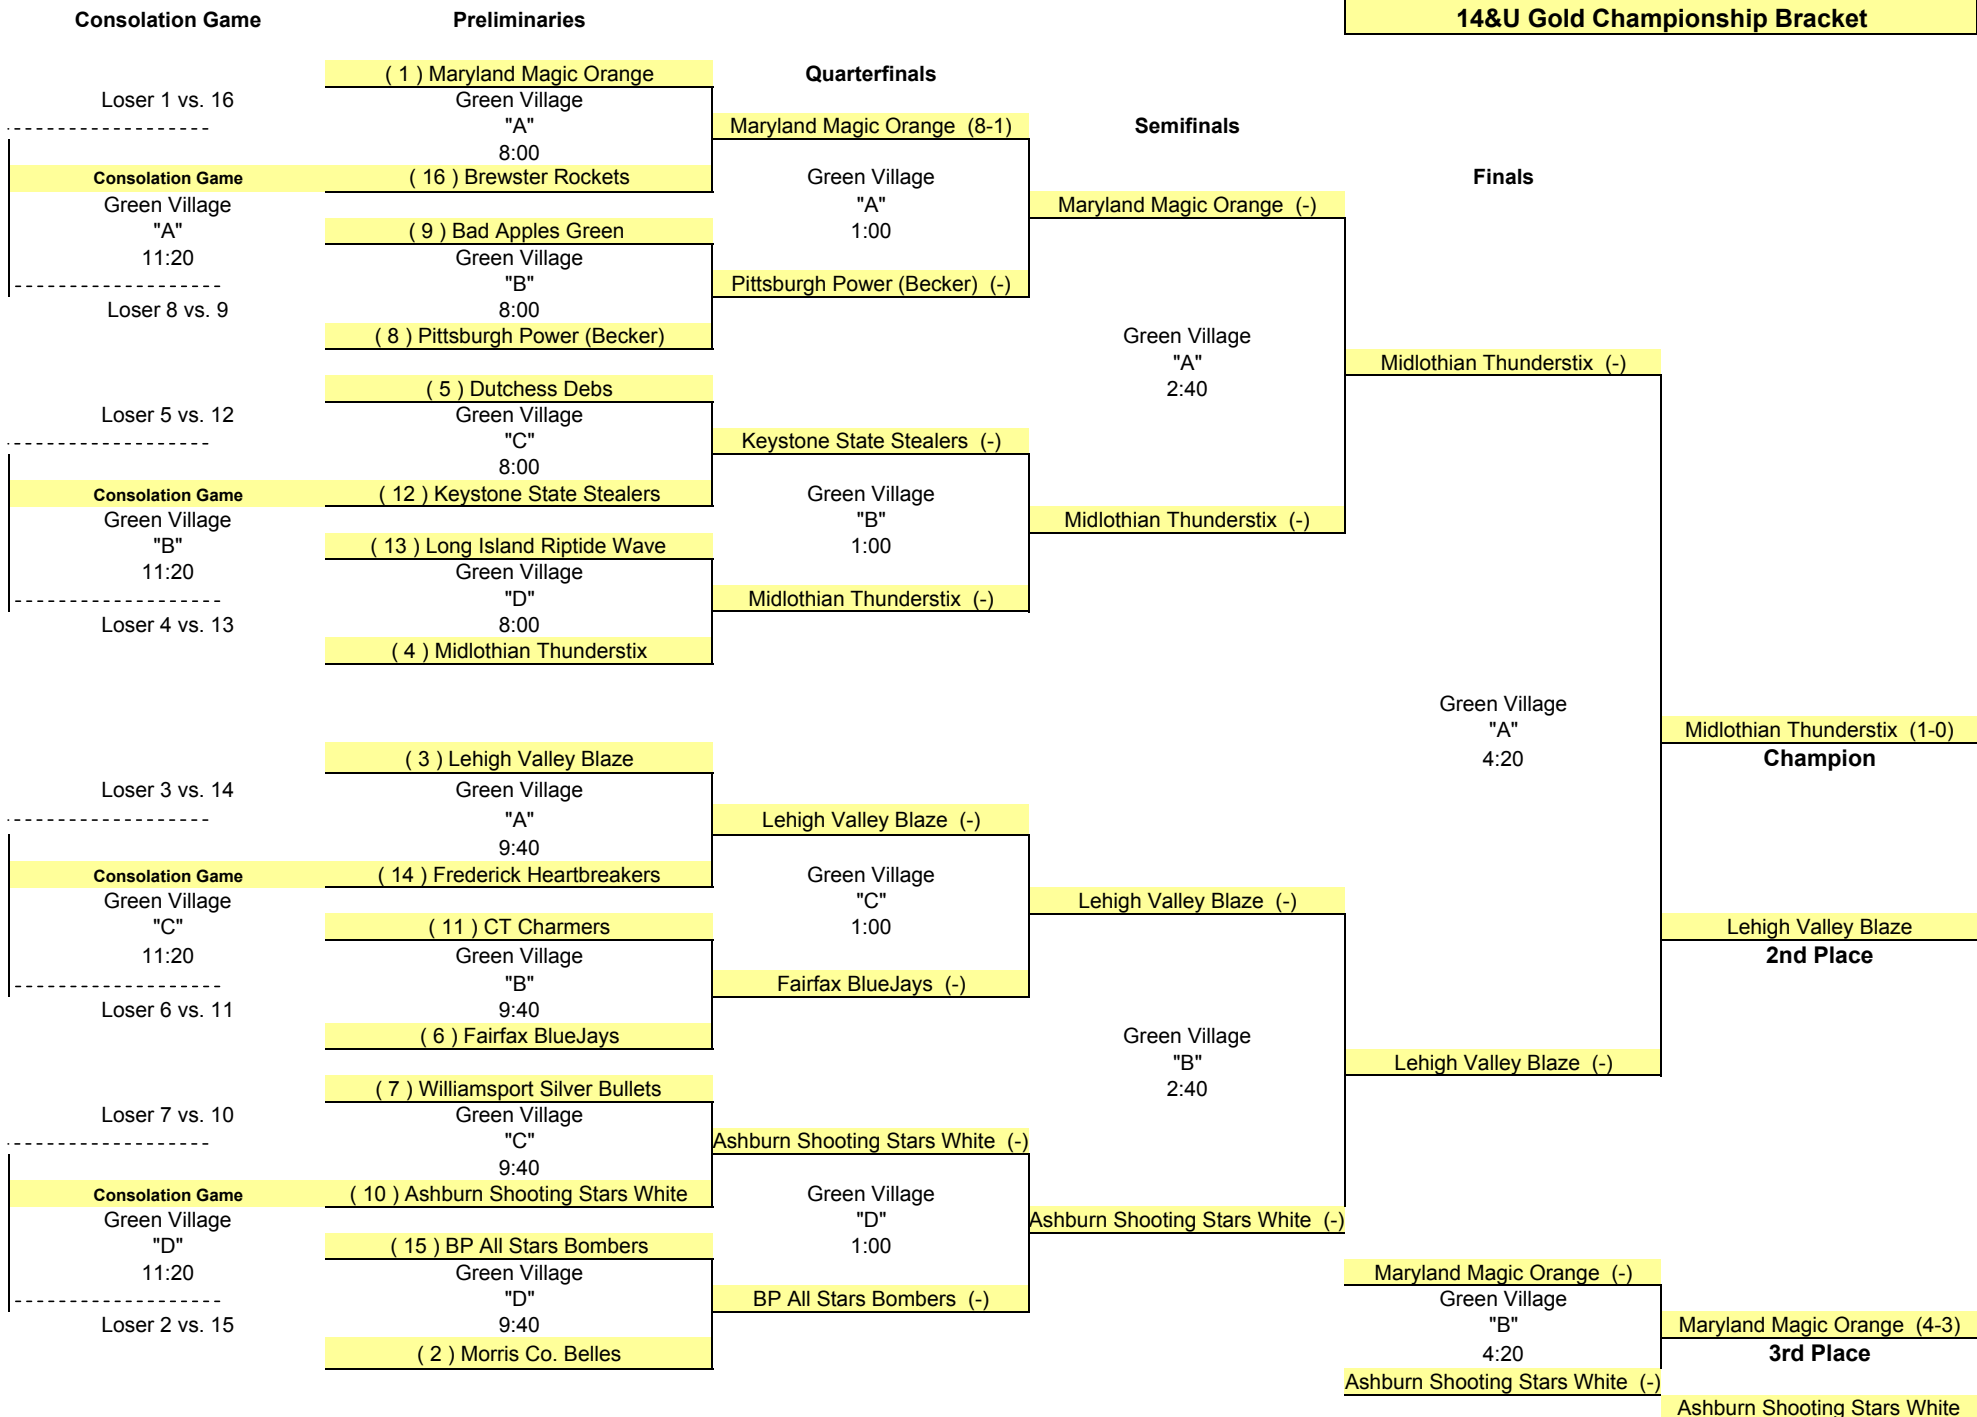 14&U Gold Championship Bracket
Consolation Game
Preliminaries
( 1 ) Maryland Magic Orange
Quarterfinals
Loser 1 vs. 16
Green Village
"A"
Maryland Magic Orange (8-1)
Semifinals
8:00
Consolation Game
( 16 ) Brewster Rockets
Green Village
Finals
Green Village
"A"
Maryland Magic Orange (-)
"A"
( 9 ) Bad Apples Green
1:00
11:20
Green Village
"B"
Pittsburgh Power (Becker) (-)
Loser 8 vs. 9
8:00
( 8 ) Pittsburgh Power (Becker)
Green Village
"A"
Midlothian Thunderstix (-)
( 5 ) Dutchess Debs
2:40
Loser 5 vs. 12
Green Village
"C"
Keystone State Stealers (-)
8:00
Consolation Game
( 12 ) Keystone State Stealers
Green Village
Green Village
"B"
Midlothian Thunderstix (-)
"B"
( 13 ) Long Island Riptide Wave
1:00
11:20
Green Village
"D"
Midlothian Thunderstix (-)
Loser 4 vs. 13
8:00
( 4 ) Midlothian Thunderstix
Green Village
"A"
Midlothian Thunderstix (1-0)
( 3 ) Lehigh Valley Blaze
4:20
Champion
Loser 3 vs. 14
Green Village
"A"
Lehigh Valley Blaze (-)
9:40
Consolation Game
( 14 ) Frederick Heartbreakers
Green Village
Green Village
"C"
Lehigh Valley Blaze (-)
"C"
( 11 ) CT Charmers
1:00
Lehigh Valley Blaze
11:20
Green Village
2nd Place
"B"
Fairfax BlueJays (-)
Loser 6 vs. 11
9:40
( 6 ) Fairfax BlueJays
Green Village
"B"
Lehigh Valley Blaze (-)
( 7 ) Williamsport Silver Bullets
2:40
Loser 7 vs. 10
Green Village
"C"
Ashburn Shooting Stars White (-)
9:40
Consolation Game
( 10 ) Ashburn Shooting Stars White
Green Village
Green Village
"D"
Ashburn Shooting Stars White (-)
"D"
( 15 ) BP All Stars Bombers
1:00
11:20
Green Village
Maryland Magic Orange (-)
"D"
BP All Stars Bombers (-)
Green Village
Loser 2 vs. 15
9:40
"B"
Maryland Magic Orange (4-3)
( 2 ) Morris Co. Belles
4:20
3rd Place
Ashburn Shooting Stars White (-)
Ashburn Shooting Stars White